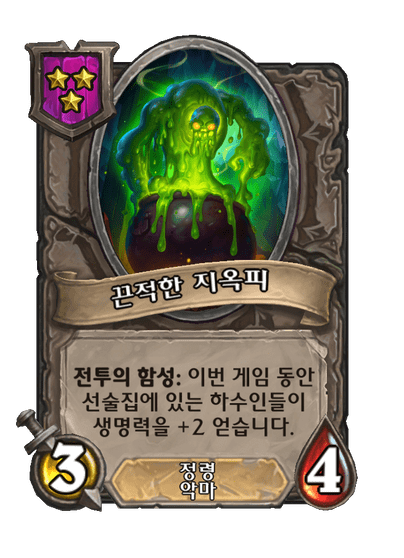 끈적한 지옥피
전투의 함성: 이번 게임 동안
선술집에 있는 하수인들이
생명력을 +2 얻습니다.
3
정령
악마
4